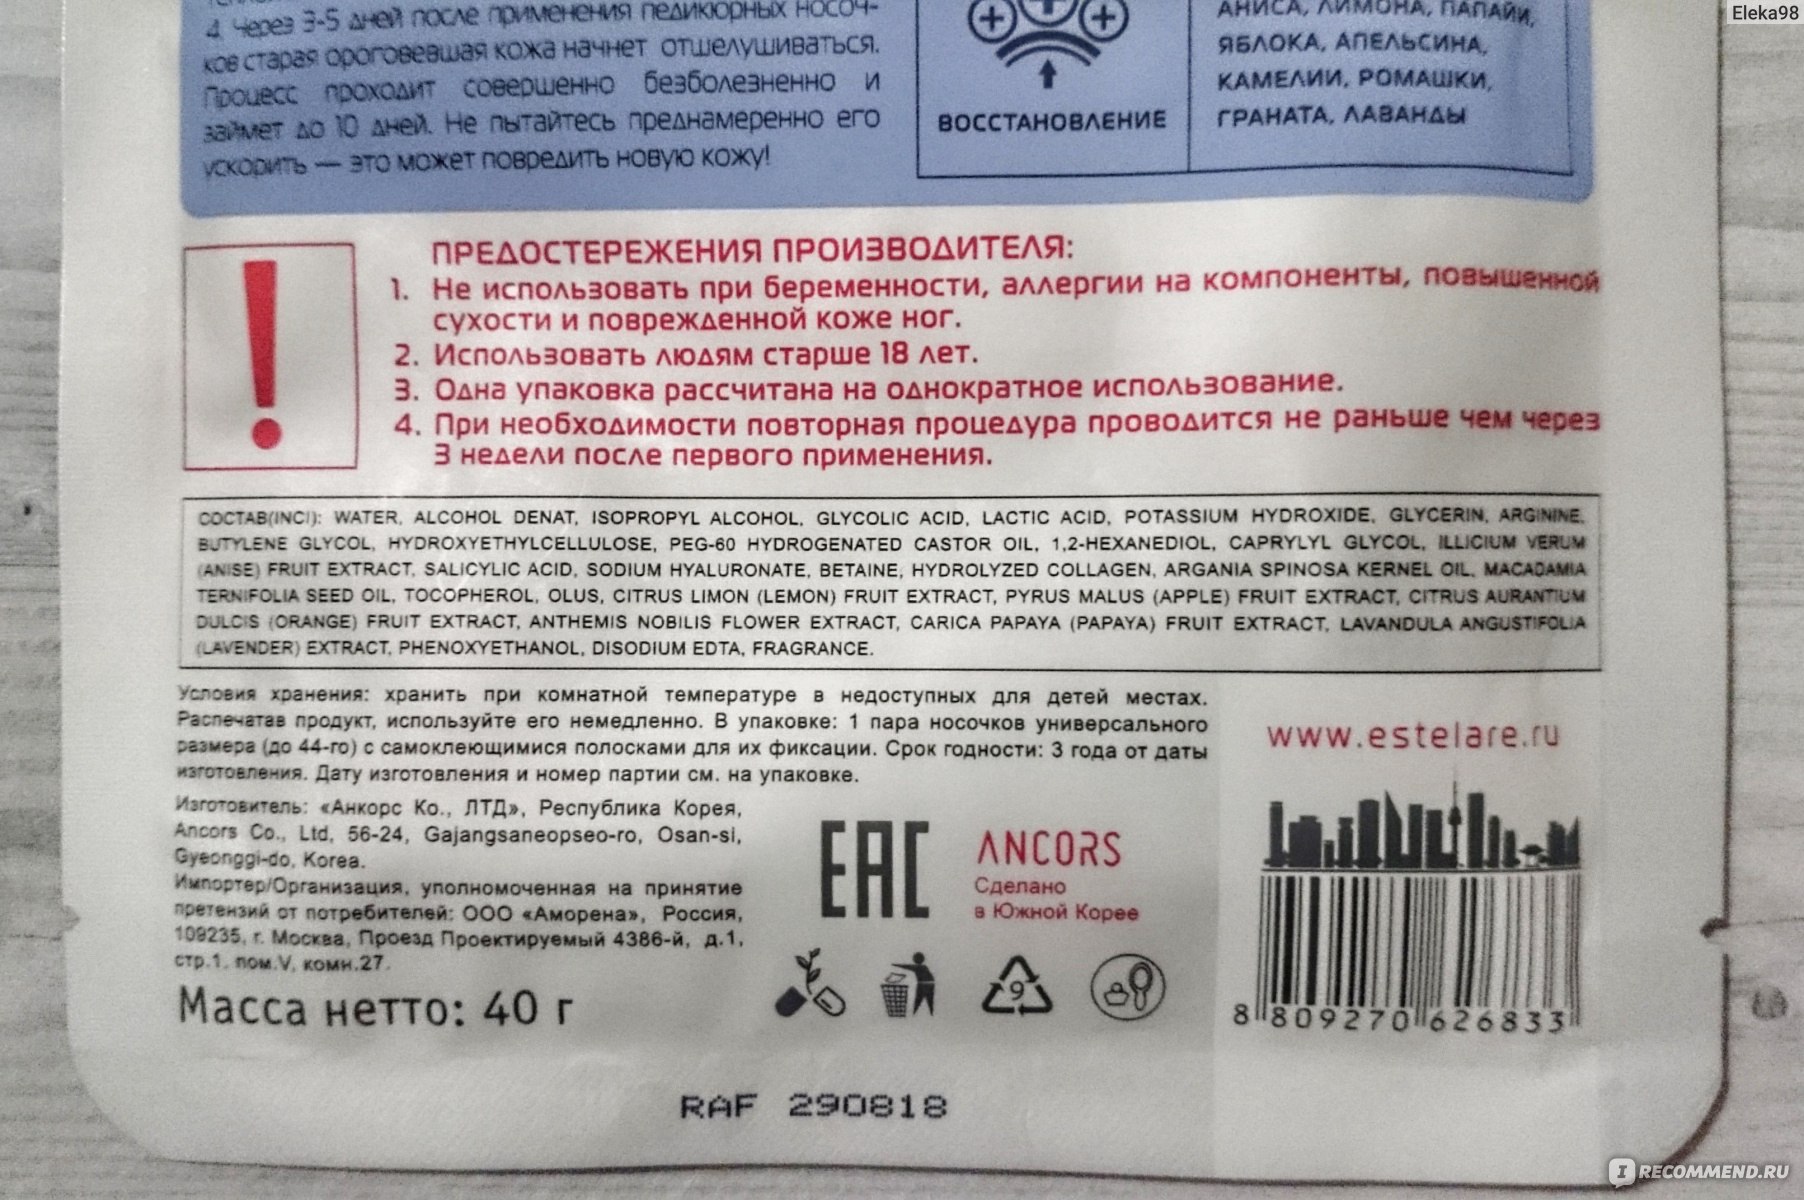 Eleka98
4. Через 3-5 дней после применения педикюрных носоч-
ков старая ороговевшая кожа начнет отшелушиваться.
Процесс проходит совершенно безболезненно и
займет до 10 дней. Не пытайтесь преднамеренно его
ускорить — это может повредить новую кожу!
ВОССТАНОВЛЕНИЕ
АНИСА, ЛИМОНА, ПАПАЙИ,
ЯБЛОКА, АПЕЛЬСИНА,
КАМЕЛИИ, РОМАШКИ,
ГРАНАТА, ЛАВАНДЫ
ПРЕДОСТЕРЕЖЕНИЯ ПРОИЗВОДИТЕЛЯ:
1. Не использовать при беременности, аллергии на компоненты, повышенной
сухости и поврежденной коже ног.
2. Использовать людям старше 18 лет.
3. Одна упаковка рассчитана на однократное использование.
4. При необходимости повторная процедура проводится не раньше чем через
3 недели после первого применения.
СОСТАВ(INCI): WATER, ALCOHOL DENAT, ISOPROPYL ALCOHOL, GLYCOLIC ACID, LACTIC ACID, POTASSIUM HYDROXIDE, GLYCERIN, ARGININE,
BUTYLENE GLYCOL, HYDROXYETHYLCELLULOSE, PEG-60 HYDROGENATED CASTOR OIL, 1,2-HEXANEDIOL, CAPRYLYL GLYCOL, ILLICIUM VERUM
(ANISE) FRUIT EXTRACT, SALICYLIC ACID, SODIUM HYALURONATE, BETAINE, HYDROLYZED COLLAGEN, ARGANIA SPINOSA KERNEL OIL, MACADAMIA
TERNIFOLIA SEED OIL, TOCOPHEROL, OLUS, CITRUS LIMON (LEMON) FRUIT EXTRACT, PYRUS MALUS (APPLE) FRUIT EXTRACT, CITRUS AURANTIUM
DULCIS (ORANGE) FRUIT EXTRACT, ANTHEMIS NOBILIS FLOWER EXTRACT, CARICA PAPAYA (PAPAYA) FRUIT EXTRACT, LAVANDULA ANGUSTIFOLIA
(LAVENDER) EXTRACT, PHENOXYETHANOL, DISODIUM EDTA, FRAGRANCE.
Условия хранения: хранить при комнатной температуре в недоступных для детей местах.
Распечатав продукт, используйте его немедленно. В упаковке: 1 пара носочков универсального
размера (до 44-го) с самоклеющимися полосками для их фиксации. Срок годности: 3 года от даты
изготовления. Дату изготовления и номер партии см. на упаковке.
Изготовитель: «Анкорс Ко., ЛТД», Республика Корея,
Ancors Co., Ltd, 56-24, Gajangsaneopseo-ro, Osan-si,
Gyeonggi-do, Korea.
Импортер/Организация, уполномоченная на принятие
претензий от потребителей: ООО «Аморена», Россия,
109235, г. Москва, Проезд Проектируемый 4386-й, д.1,
стр.1, пом.V, комн.27.
Масса нетто: 40 г
EAC
ANCORS
Сделано
в Южной Корее
9
www.estelare.ru
8 809270 626833
RAF 290818
IRECOMMEND.RU